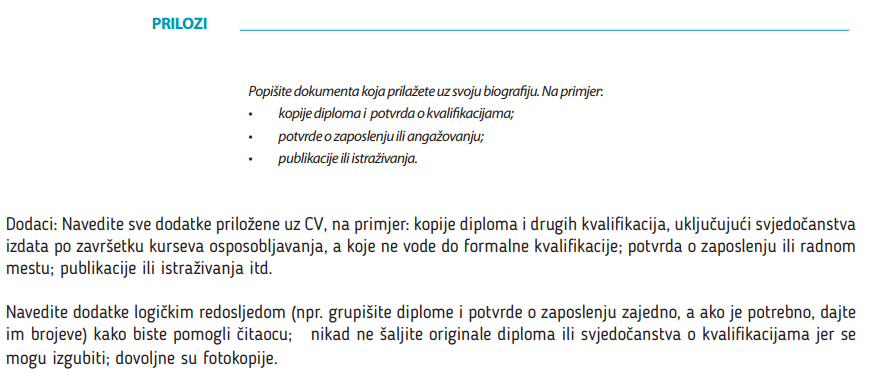 PRILOZI
Popišite dokumenta koja prilažete uz svoju biografiju. Na primjer:
• kopije diploma i potvrda o kvalifikacijama;
• potvrde o zaposlenju ili angažovanju;
• publikacije ili istraživanja.
Dodaci: Navedite sve dodatke priložene uz CV, na primjer: kopije diploma i drugih kvalifikacija, uključujući svjedočanstva
izdata po završetku kurseva osposobljavanja, a koje ne vode do formalne kvalifikacije; potvrda o zaposlenju ili radnom
mestu; publikacije ili istraživanja itd.
Navedite dodatke logičkim redosljedom (npr. grupišite diplome i potvrde o zaposlenju zajedno, a ako je potrebno, dajte
im brojeve) kako biste pomogli čitaocu; nikad ne šaljite originale diploma ili svjedočanstva o kvalifikacijama jer se
mogu izgubiti; dovoljne su fotokopije.